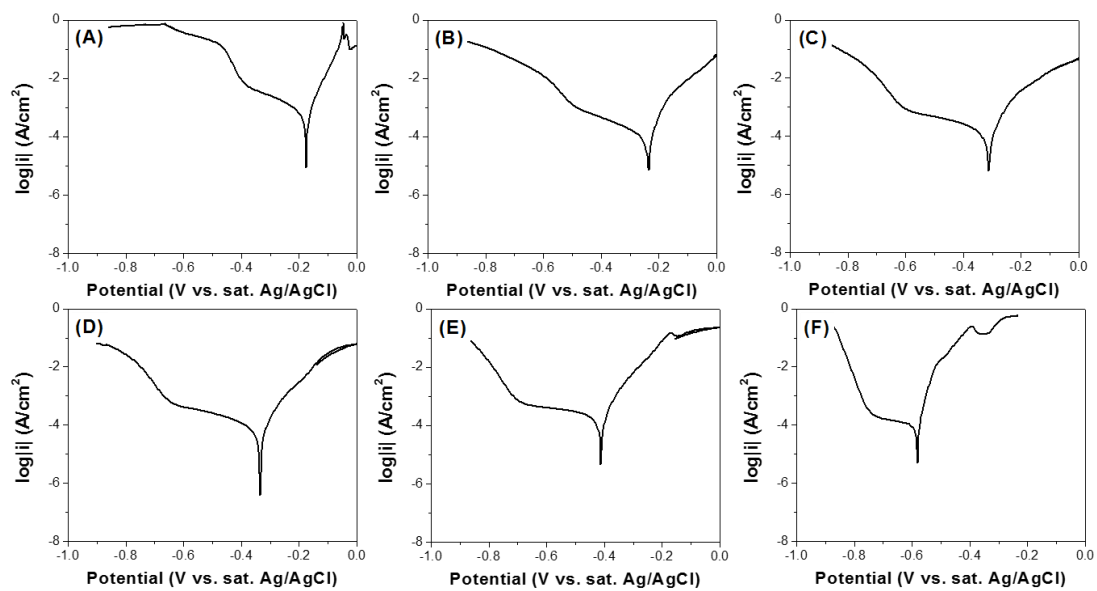 (A)
log|i| (A/cm²)
0
-2
-4
-6
-8
-1.0 -0.8 -0.6 -0.4 -0.2 0.0
Potential (V vs. sat. Ag/AgCl)
(B)
log|i| (A/cm²)
0
-2
-4
-6
-8
-1.0 -0.8 -0.6 -0.4 -0.2 0.0
Potential (V vs. sat. Ag/AgCl)
(C)
log|i| (A/cm²)
0
-2
-4
-6
-8
-1.0 -0.8 -0.6 -0.4 -0.2 0.0
Potential (V vs. sat. Ag/AgCl)
(D)
log|i| (A/cm²)
0
-2
-4
-6
-8
-1.0 -0.8 -0.6 -0.4 -0.2 0.0
Potential (V vs. sat. Ag/AgCl)
(E)
log|i| (A/cm²)
0
-2
-4
-6
-8
-1.0 -0.8 -0.6 -0.4 -0.2 0.0
Potential (V vs. sat. Ag/AgCl)
(F)
log|i| (A/cm²)
0
-2
-4
-6
-8
-1.0 -0.8 -0.6 -0.4 -0.2 0.0
Potential (V vs. sat. Ag/AgCl)